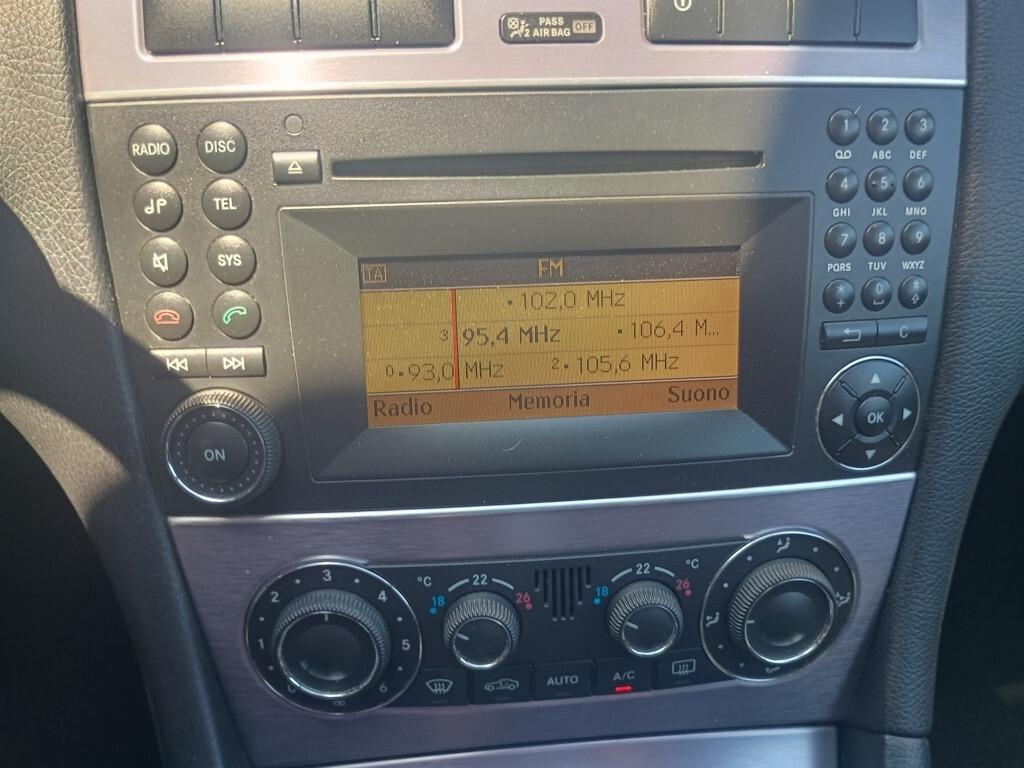 PASS
2 AIR BAG OFF
RADIO DISC
TEL
SYS
ON
TA FM
102,0 MHz
3 95,4 MHz 106,4 M...
0 93,0 MHz 2 105,6 MHz
Radio Memoria Suono
1 2 3
ABC DEF
4 5 6
GHI JKL MNO
7 8 9
PQRS TUV WXYZ
* 0 #
+
C
OK
1 2 3 4 5 6
°C 18 22 26
18 22 26 °C
AUTO A/C